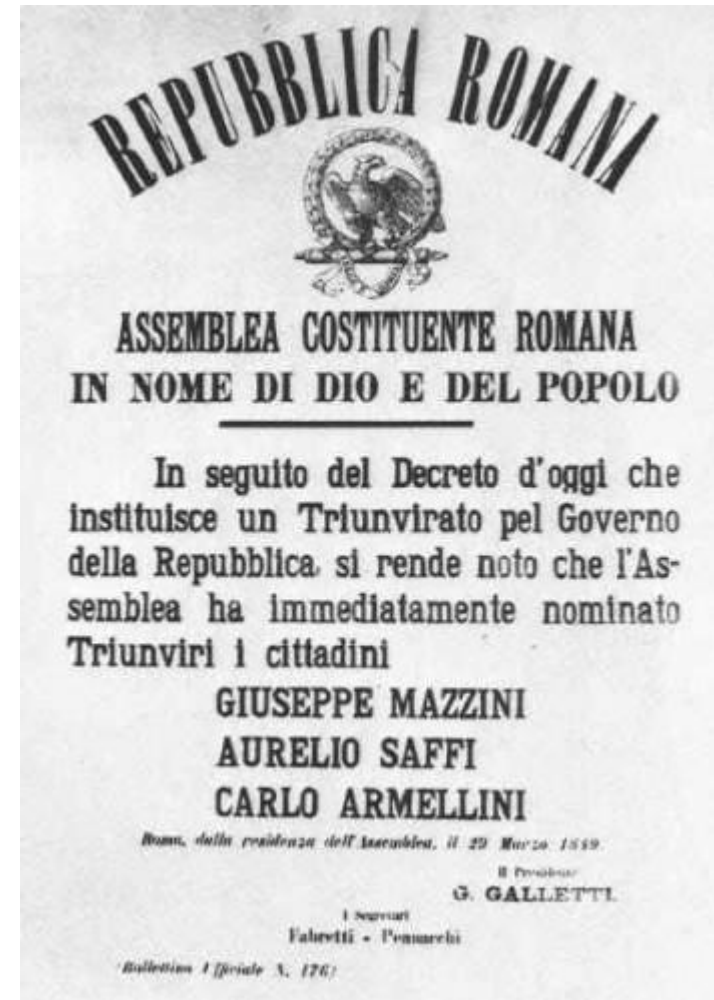 REPUBBLICA ROMANA
ASSEMBLEA COSTITUENTE ROMANA
IN NOME DI DIO E DEL POPOLO
In seguito del Decreto d'oggi che
instituisce un Triunvirato pel Governo
della Repubblica, si rende noto che l'As-
semblea ha immediatamente nominato
Triunviri i cittadini
GIUSEPPE MAZZINI
AURELIO SAFFI
CARLO ARMELLINI
Roma, dalla residenza dell'Assemblea, il 29 Marzo 1849.
Il Presidente
G. GALLETTI.
I Segretari
Fabretti - Pennacchi
(Bollettino Ufficiale N. 176)